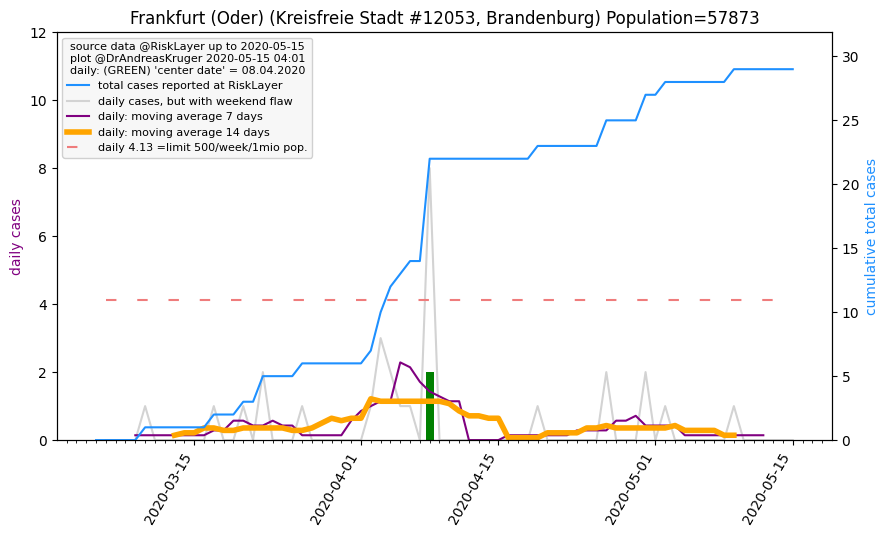 Frankfurt (Oder) (Kreisfreie Stadt #12053, Brandenburg) Population=57873
source data @RiskLayer up to 2020-05-15
plot @DrAndreasKruger 2020-05-15 04:01
daily: (GREEN) 'center date' = 08.04.2020
total cases reported at RiskLayer
daily cases, but with weekend flaw
daily: moving average 7 days
daily: moving average 14 days
daily 4.13 =limit 500/week/1mio pop.
daily cases
12
10
8
6
4
2
0
cumulative total cases
30
25
20
15
10
5
0
2020-03-15
2020-04-01
2020-04-15
2020-05-01
2020-05-15